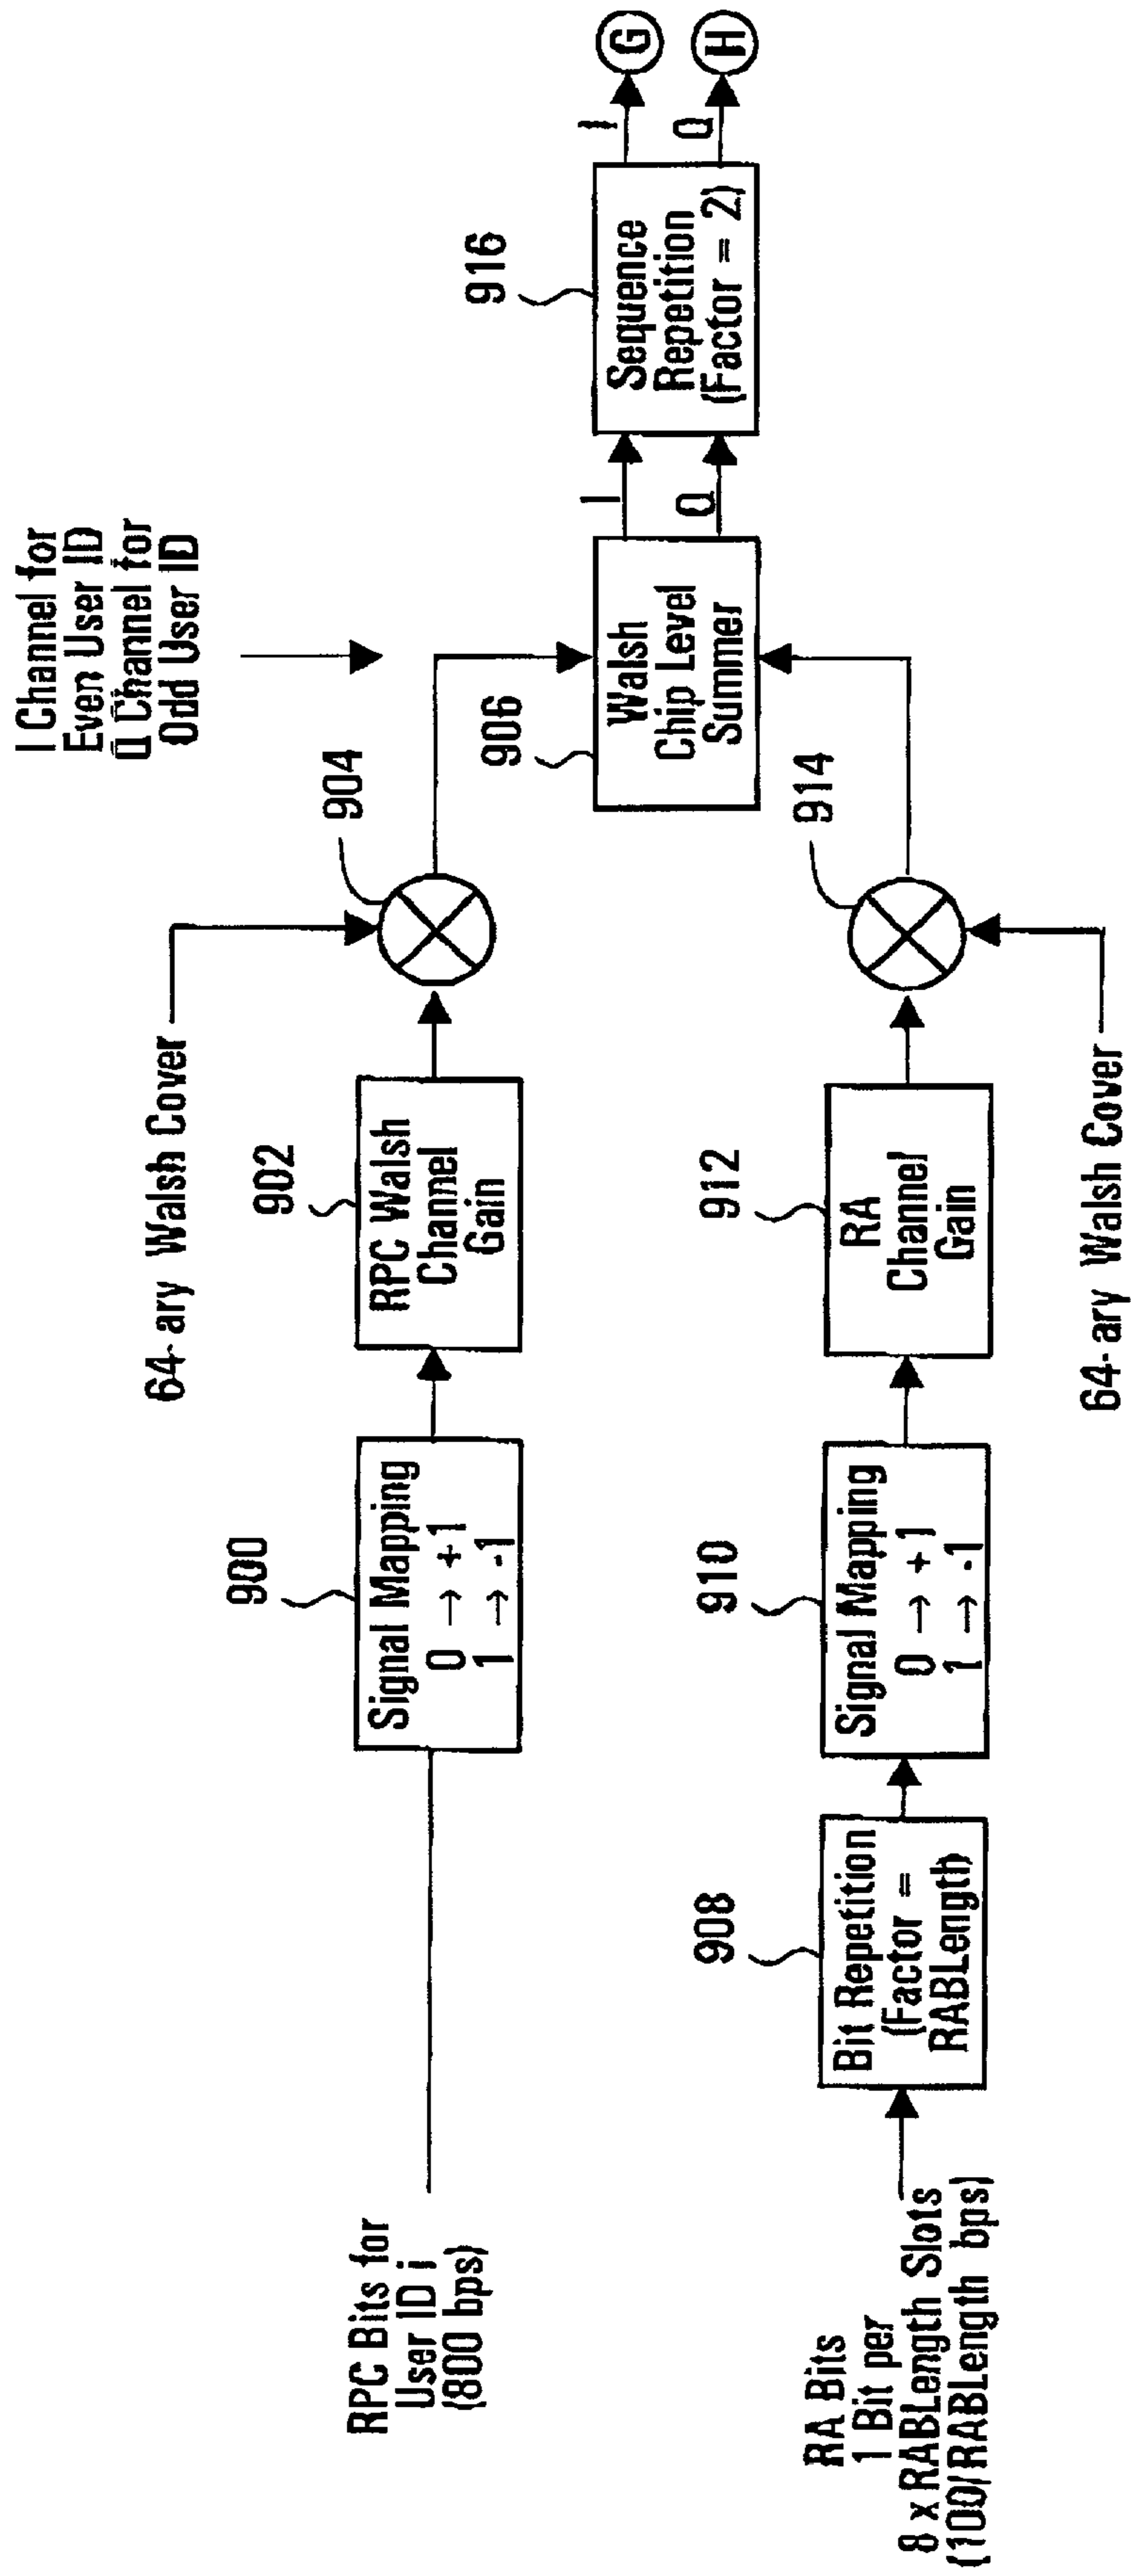 RPC Bits for
User ID i
(800 bps)
900
Signal Mapping
0 → +1
1 → -1
902
RPC Walsh
Channel
Gain
64-ary Walsh Cover
904
I Channel for
Even User ID
Q Channel for
Odd User ID
RA Bits
1 Bit per
8 x RABLength Slots
(100/RABLength bps)
908
Bit Repetition
(Factor =
RABLength)
910
Signal Mapping
0 → +1
1 → -1
912
RA
Channel
Gain
64-ary Walsh Cover
914
906
Walsh
Chip Level
Summer
I
Q
916
Sequence
Repetition
(Factor = 2)
I
Q
G
H